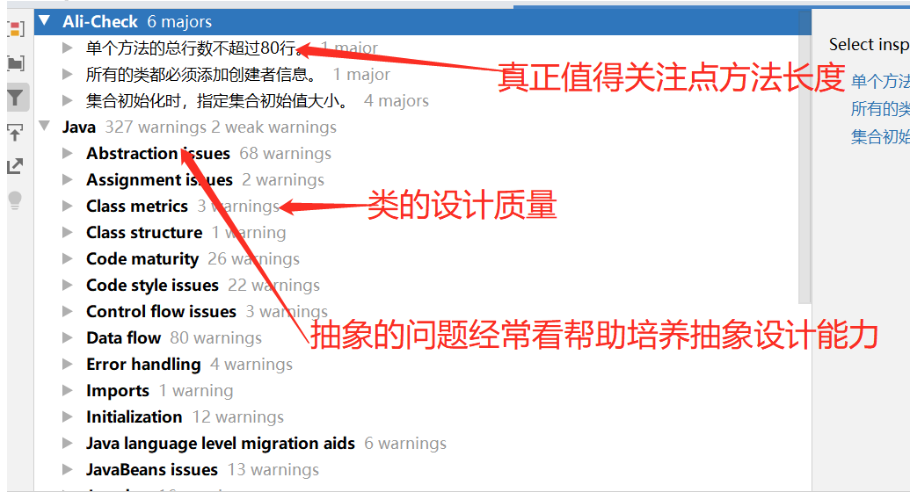 Ali-Check 6 majors
单个方法的总行数不超过80行。 1 major
真正值得关注点方法长度
所有的类都必须添加创建者信息。 1 major
集合初始化时，指定集合初始值大小。 4 majors
Java 327 warnings 2 weak warnings
Abstraction issues 68 warnings
Assignment issues 2 warnings
Class metrics 3 warnings
类的设计质量
Class structure 1 warning
Code maturity 26 warnings
Code style issues 22 warnings
Control flow issues 3 warnings
抽象的问题经常看帮助培养抽象设计能力
Data flow 80 warnings
Error handling 4 warnings
Imports 1 warning
Initialization 12 warnings
Java language level migration aids 6 warnings
JavaBeans issues 13 warnings
Select insp
单个方法
所有的类
集合初始